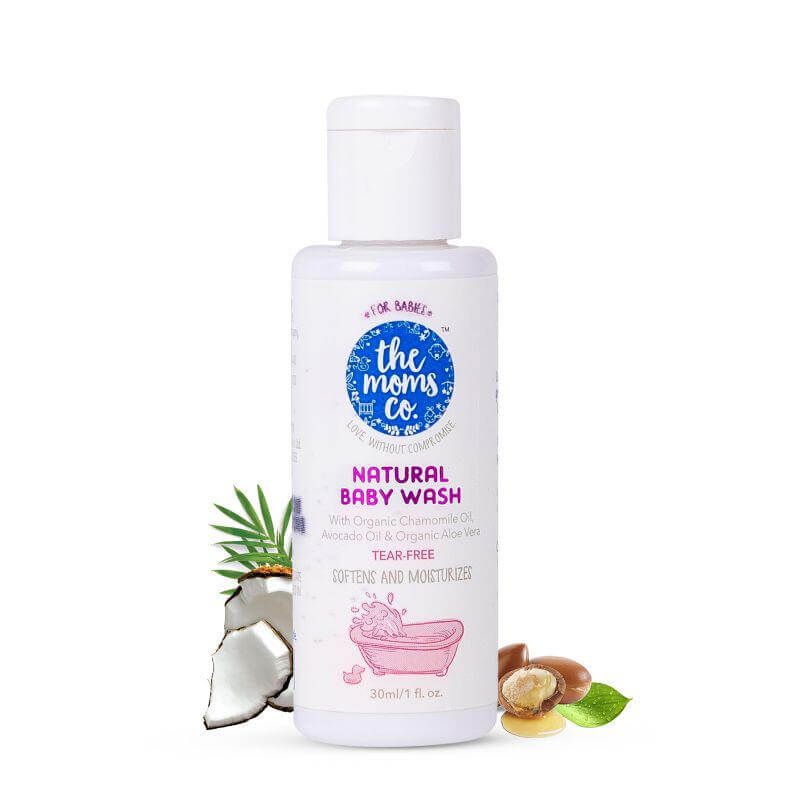 FOR BABIES
the
moms
co.
TM
LOVE, WITHOUT COMPROMISE
NATURAL
BABY WASH
With Organic Chamomile Oil,
Avocado Oil & Organic Aloe Vera
TEAR-FREE
SOFTENS AND MOISTURIZES
30ml/1 fl. oz.